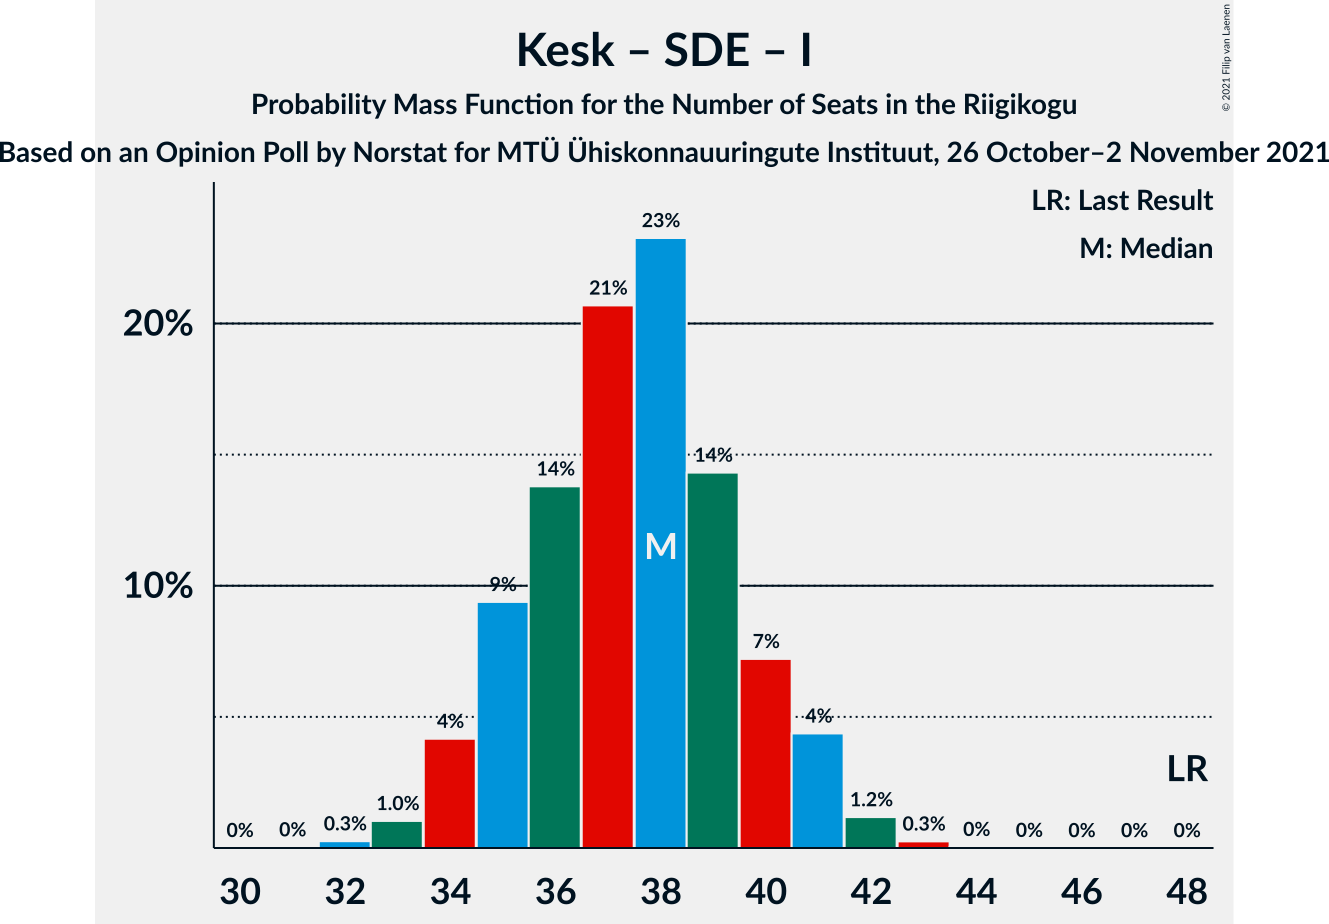 Kesk – SDE – I
Probability Mass Function for the Number of Seats in the Riigikogu
Based on an Opinion Poll by Norstat for MTÜ Ühiskonnauuringute Instituut, 26 October–2 November 2021
© 2021 Filip van Laenen
LR: Last Result
M: Median
23%
21%
20%
14%
14%
M
10%
9%
7%
4%
4%
LR
1.0%
1.2%
0%
0%
0.3%
0.3%
0%
0%
0%
0%
0%
30 32 34 36 38 40 42 44 46 48